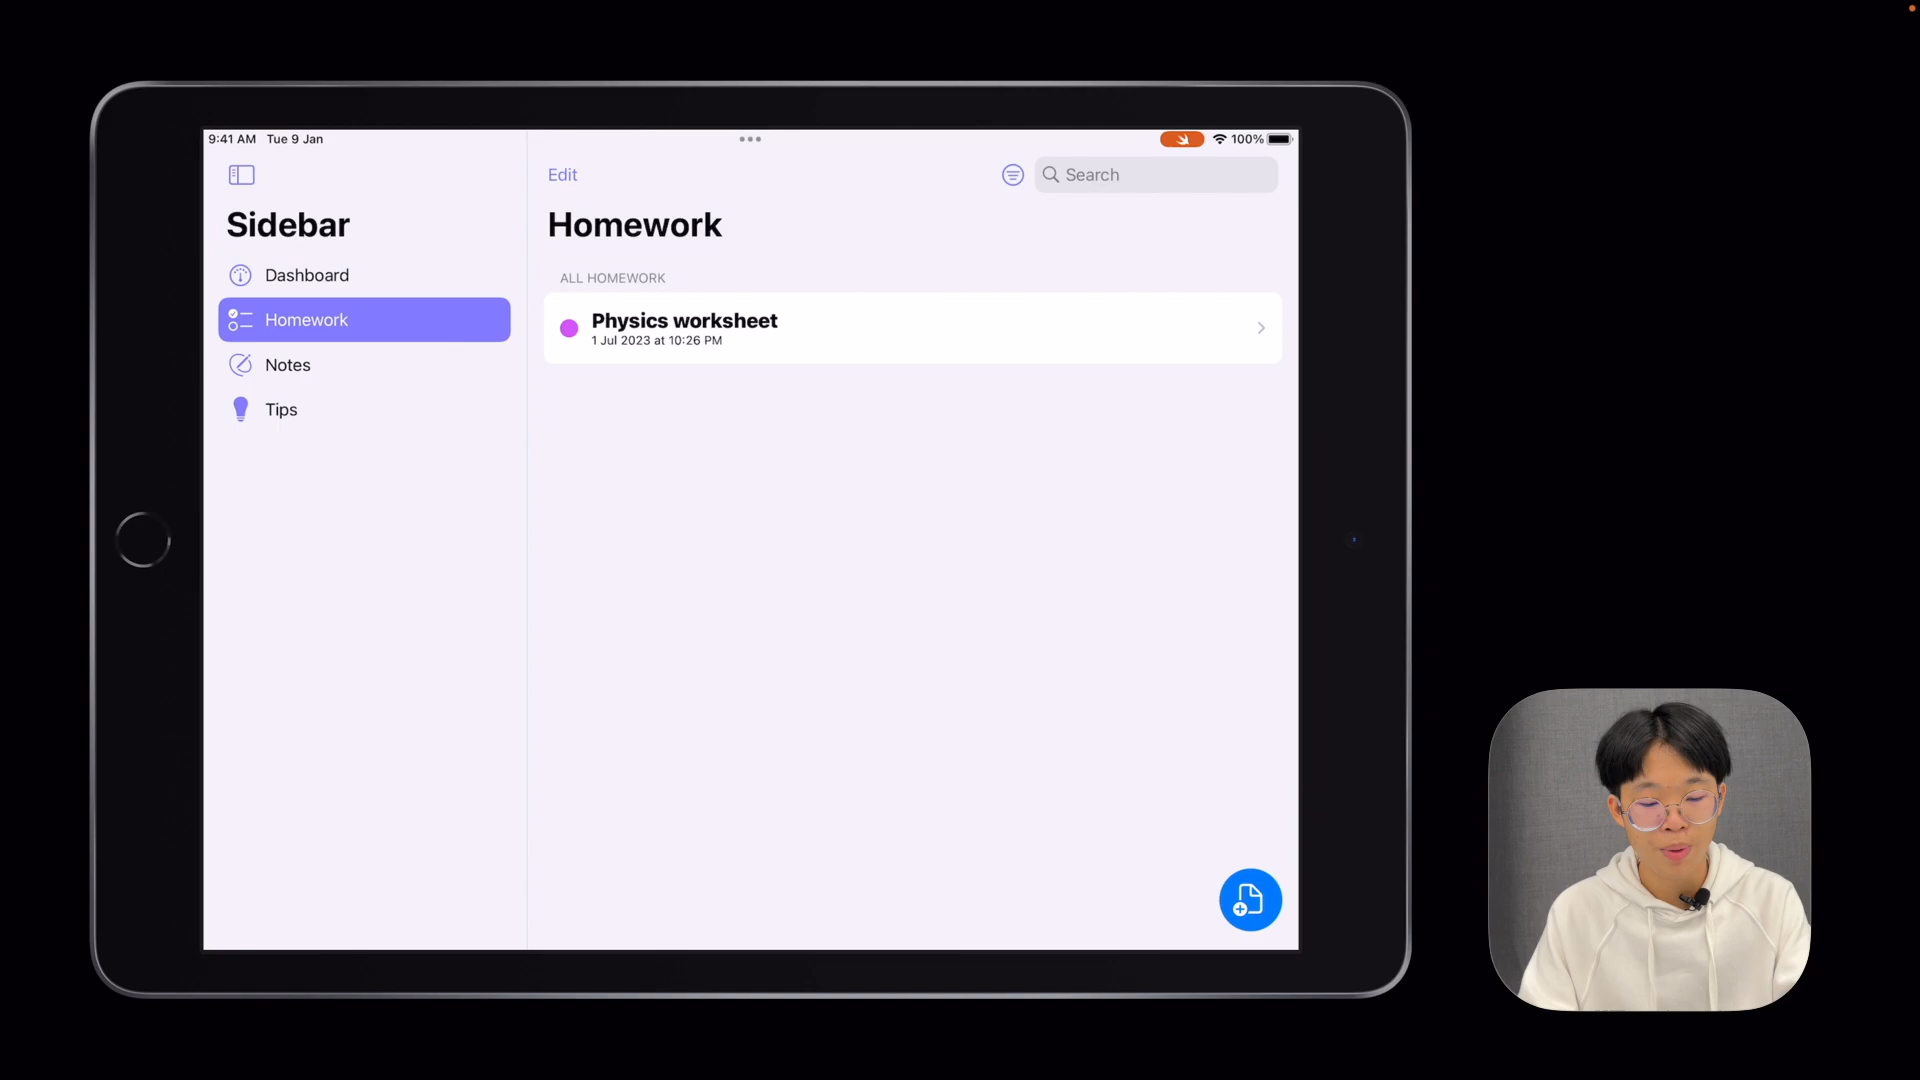 9:41 AM Tue 9 Jan
100%
Sidebar
Dashboard
Homework
Notes
Tips
Edit
Search
Homework
ALL HOMEWORK
Physics worksheet
1 Jul 2023 at 10:26 PM